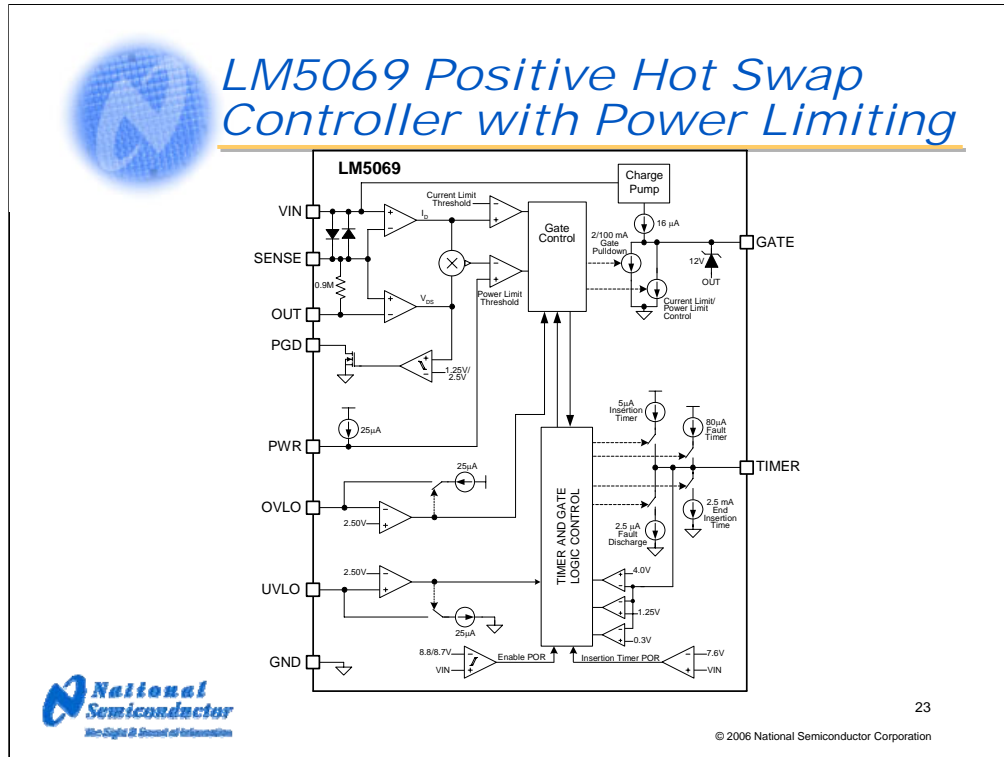 LM5069 Positive Hot Swap
Controller with Power Limiting
LM5069
Charge
Pump
16 µA
VIN
SENSE
OUT
PGD
PWR
OVLO
UVLO
GND
GATE
TIMER
Current Limit
Threshold
I_D
V_DS
0.9M
Power Limit
Threshold
Gate
Control
2/100 mA
Gate
Pulldown
12V
OUT
Current Limit/
Power Limit
Control
1.25V/
2.5V
25µA
25µA
2.50V
2.50V
25µA
TIMER AND GATE
LOGIC CONTROL
5µA
Insertion
Timer
80µA
Fault
Timer
2.5 µA
Fault
Discharge
2.5 mA
End
Insertion
Time
4.0V
1.25V
0.3V
8.8/8.7V
VIN
Enable POR
Insertion Timer POR
7.6V
VIN
National
Semiconductor
The Sight & Sound of Information
23
© 2006 National Semiconductor Corporation